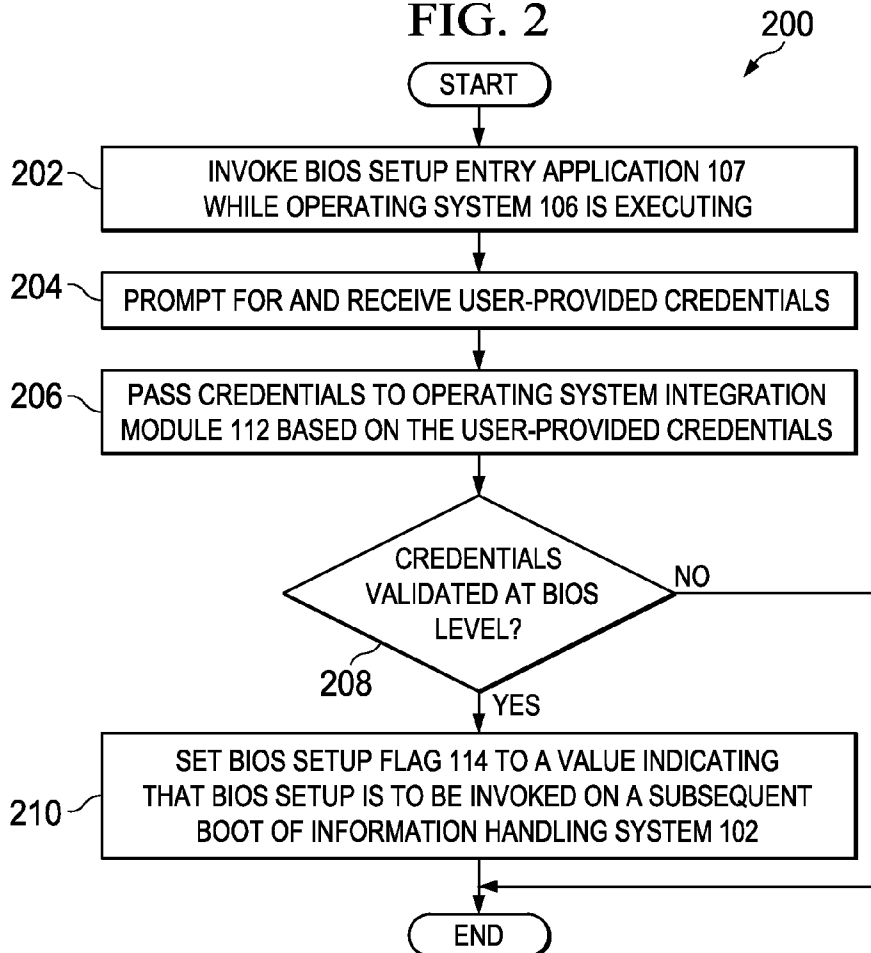 FIG. 2
200
START
202
INVOKE BIOS SETUP ENTRY APPLICATION 107
WHILE OPERATING SYSTEM 106 IS EXECUTING
204
PROMPT FOR AND RECEIVE USER-PROVIDED CREDENTIALS
206
PASS CREDENTIALS TO OPERATING SYSTEM INTEGRATION
MODULE 112 BASED ON THE USER-PROVIDED CREDENTIALS
CREDENTIALS
VALIDATED AT BIOS
LEVEL?
NO
208
YES
210
SET BIOS SETUP FLAG 114 TO A VALUE INDICATING
THAT BIOS SETUP IS TO BE INVOKED ON A SUBSEQUENT
BOOT OF INFORMATION HANDLING SYSTEM 102
END